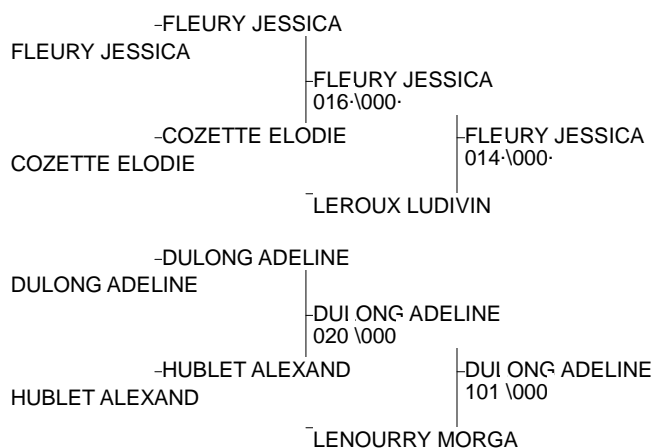 FLEURY JESSICA
FLEURY JESSICA
FLEURY JESSICA
016·\000·
COZETTE ELODIE
COZETTE ELODIE
FLEURY JESSICA
014·\000·
LEROUX LUDIVIN
DULONG ADELINE
DULONG ADELINE
DULONG ADELINE
020 \000
HUBLET ALEXAND
HUBLET ALEXAND
DULONG ADELINE
101 \000
LENOURRY MORGA